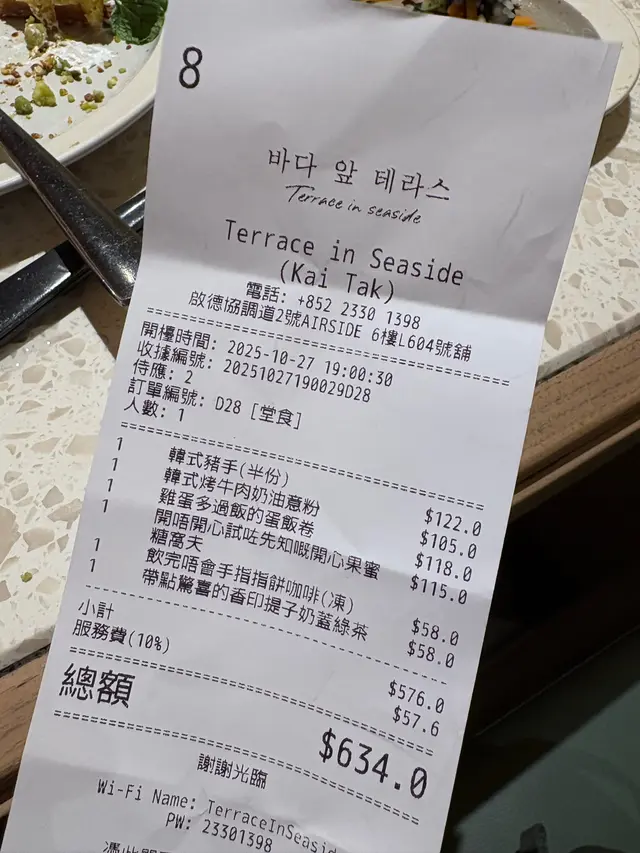 8
바다 앞 테라스
Terrace in seaside
Terrace in Seaside
(Kai Tak)
電話: +852 2330 1398
啟德協調道2號AIRSIDE 6樓L604號舖
開檯時間: 2025-10-27 19:00:30
收據編號: 20251027190029D28
侍應: 2
訂單編號: D28 [堂食]
人數: 1
1 韓式豬手(半份) $122.0
1 韓式烤牛肉奶油意粉 $105.0
1 雞蛋多過飯的蛋飯卷 $118.0
1 開唔開心試咗先知嘅開心果蜜糖窩夫 $115.0
1 飲完唔會手指指餅咖啡(凍) $58.0
1 帶點驚喜的香印提子奶蓋綠茶 $58.0
小計 $576.0
服務費(10%) $57.6
總額 $634.0
謝謝光臨
Wi-Fi Name: TerraceInSeasid
PW: 23301398